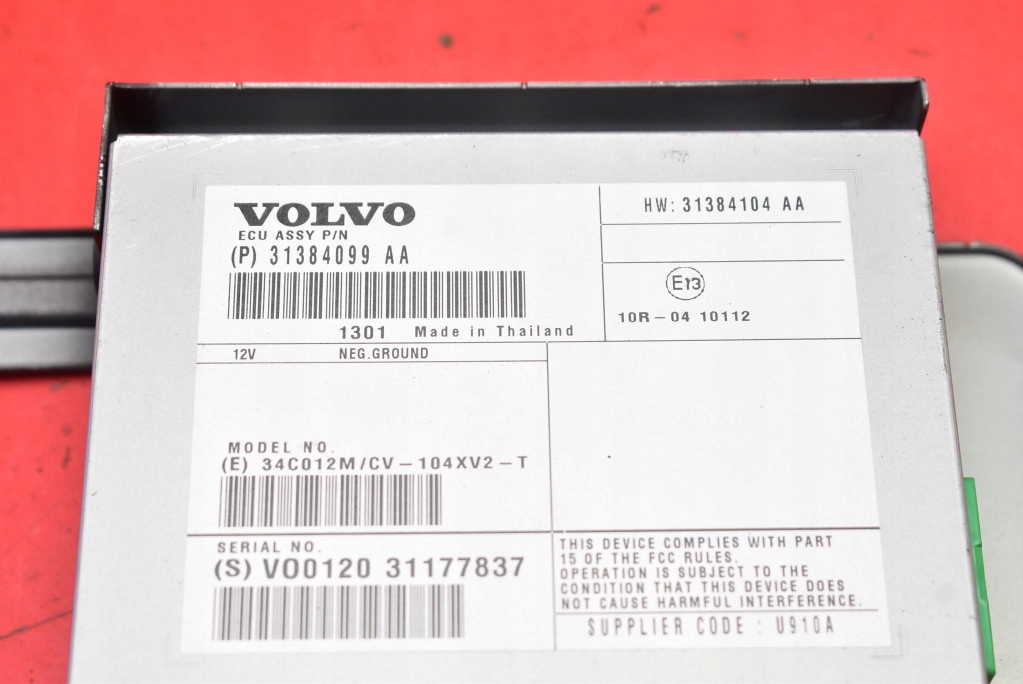 VOLVO
ECU ASSY P/N
(P) 31384099 AA
1301 Made in Thailand
HW: 31384104 AA
E13
10R-04 10112
12V NEG.GROUND
MODEL NO.
(E) 34C012M/CV-104XV2-T
SERIAL NO.
(S) VO0120 31177837
THIS DEVICE COMPLIES WITH PART
15 OF THE FCC RULES.
OPERATION IS SUBJECT TO THE
CONDITION THAT THIS DEVICE DOES
NOT CAUSE HARMFUL INTERFERENCE.
SUPPLIER CODE : U910A